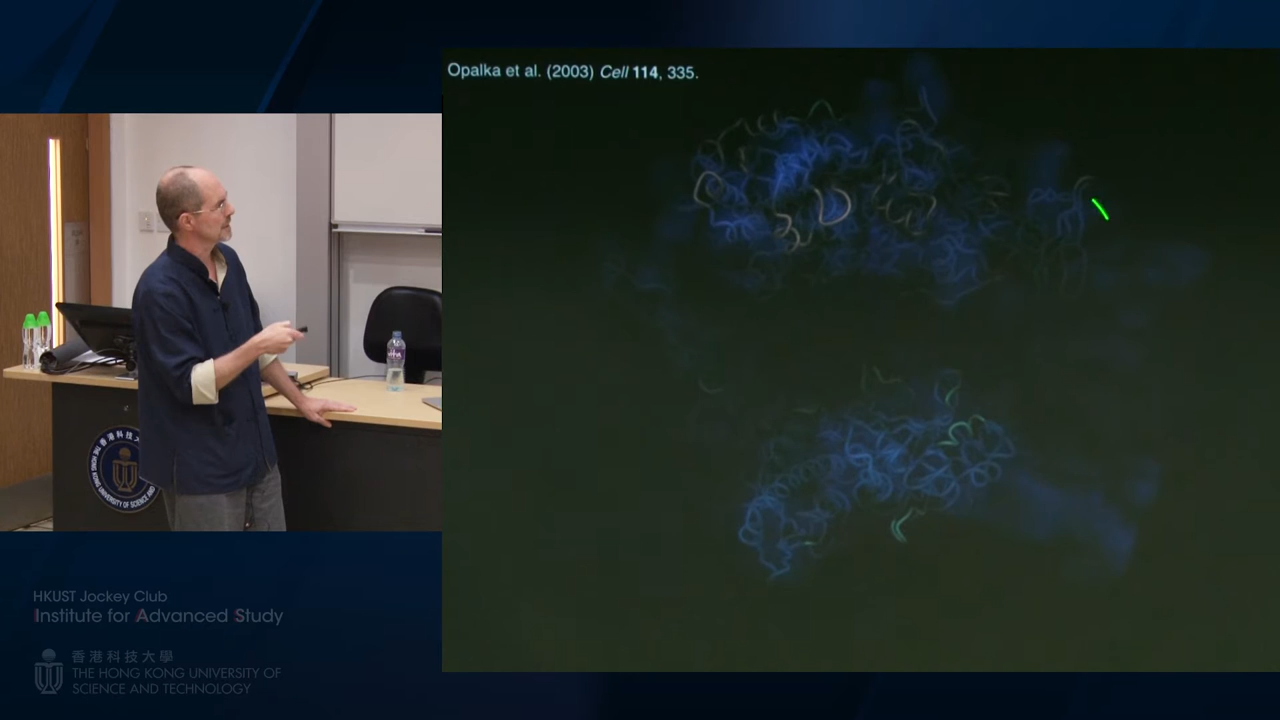 Opalka et al. (2003) Cell 114, 335.
HKUST Jockey Club
Institute for Advanced Study
香港科技大學
THE HONG KONG UNIVERSITY OF
SCIENCE AND TECHNOLOGY